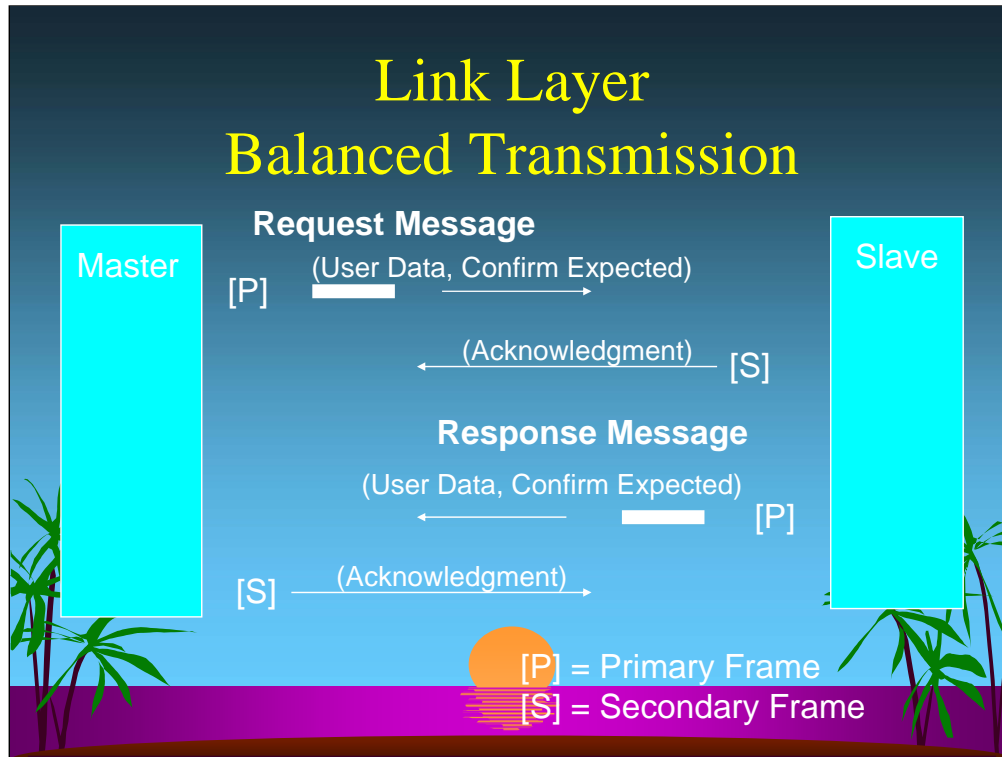 Link Layer
Balanced Transmission
Request Message
Master
(User Data, Confirm Expected)
Slave
[P]
(Acknowledgment)
[S]
Response Message
(User Data, Confirm Expected)
[P]
(Acknowledgment)
[S]
[P] = Primary Frame
[S] = Secondary Frame